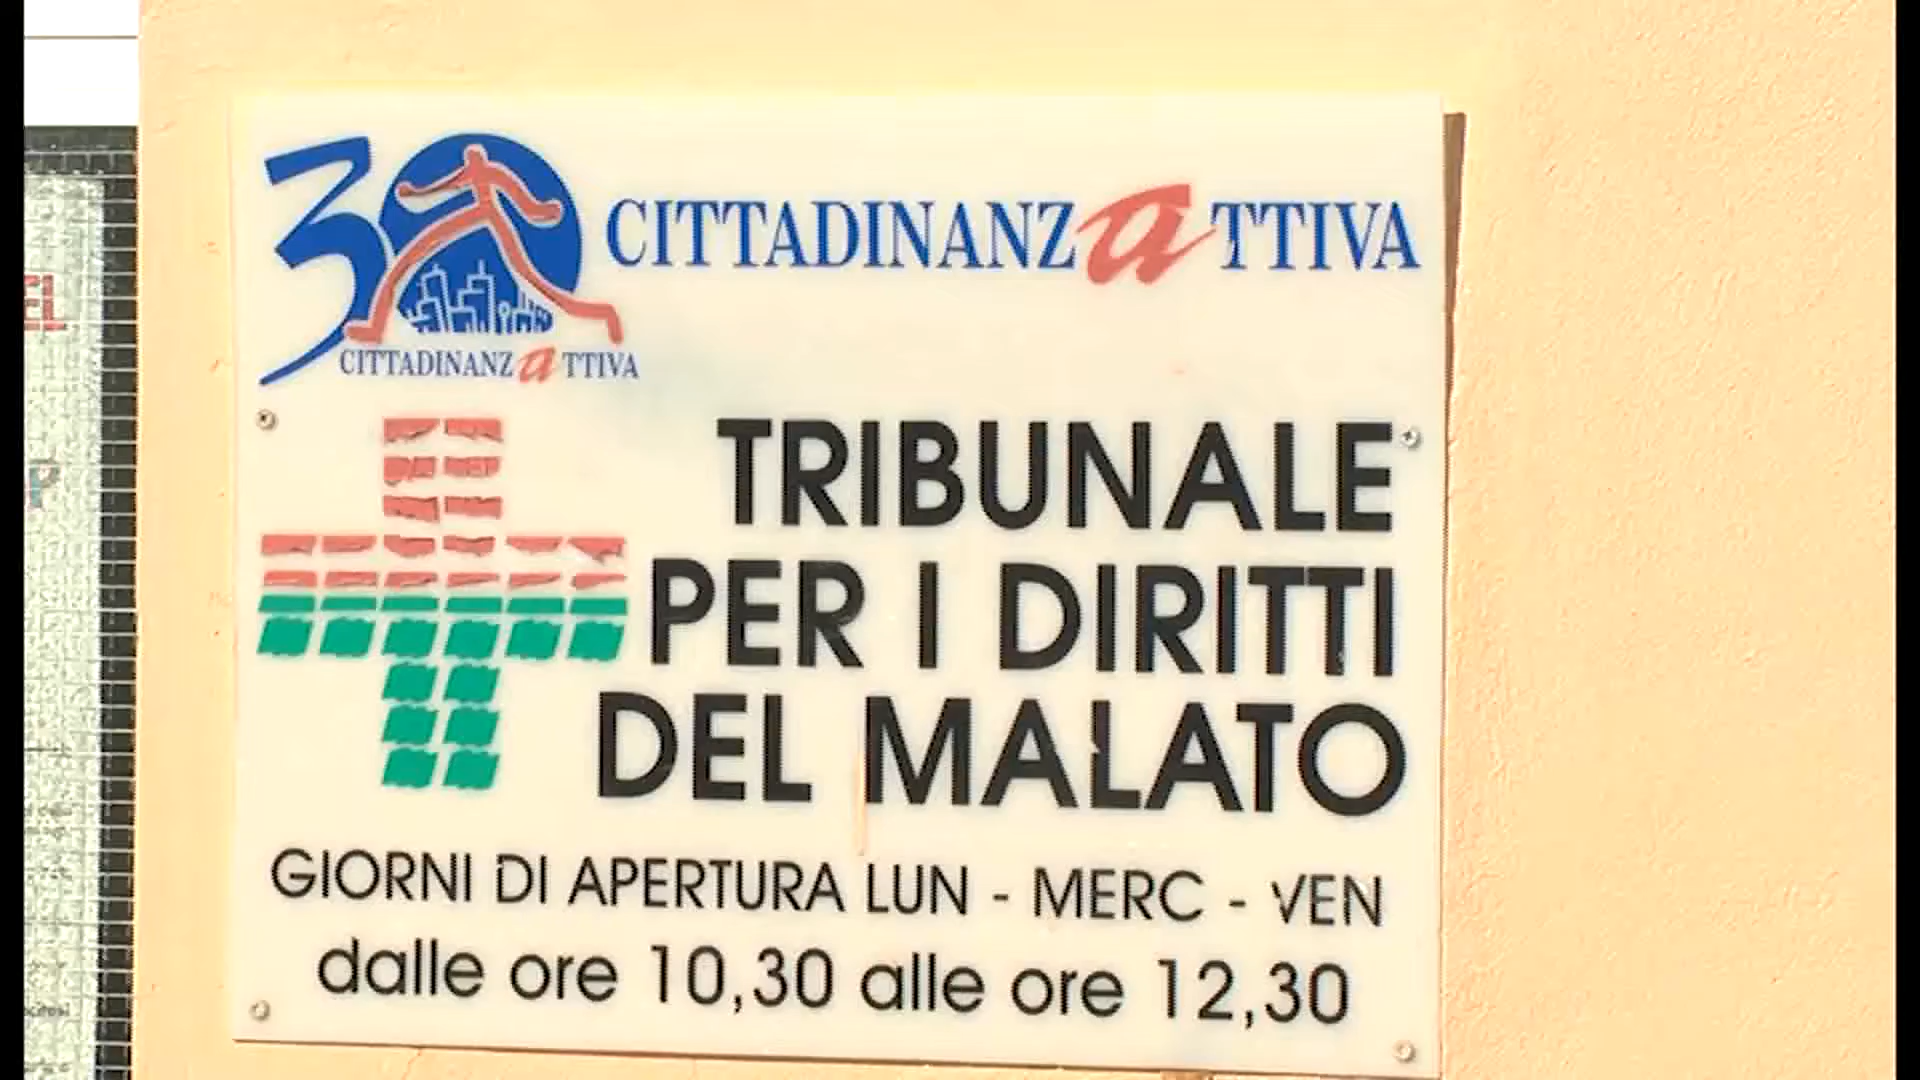 30 CITTADINANZaTTIVA
CITTADINANZaTTIVA
TRIBUNALE
PER I DIRITTI
DEL MALATO
GIORNI DI APERTURA LUN - MERC - VEN
dalle ore 10,30 alle ore 12,30
EL
P